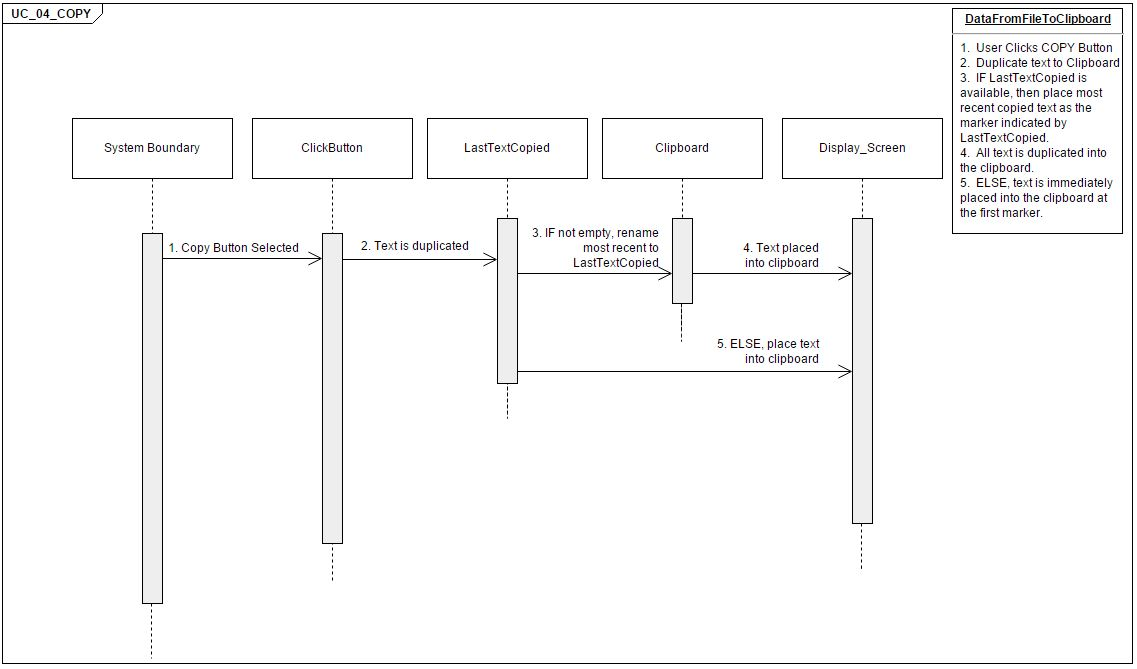 UC_04_COPY
DataFromFileToClipboard
1. User Clicks COPY Button
2. Duplicate text to Clipboard
3. IF LastTextCopied is
available, then place most
recent copied text as the
marker indicated by
LastTextCopied.
4. All text is duplicated into
the clipboard.
5. ELSE, text is immediately
placed into the clipboard at
the first marker.
System Boundary
ClickButton
LastTextCopied
Clipboard
Display_Screen
1. Copy Button Selected
2. Text is duplicated
3. IF not empty, rename
most recent to
LastTextCopied
4. Text placed
into clipboard
5. ELSE, place text
into clipboard